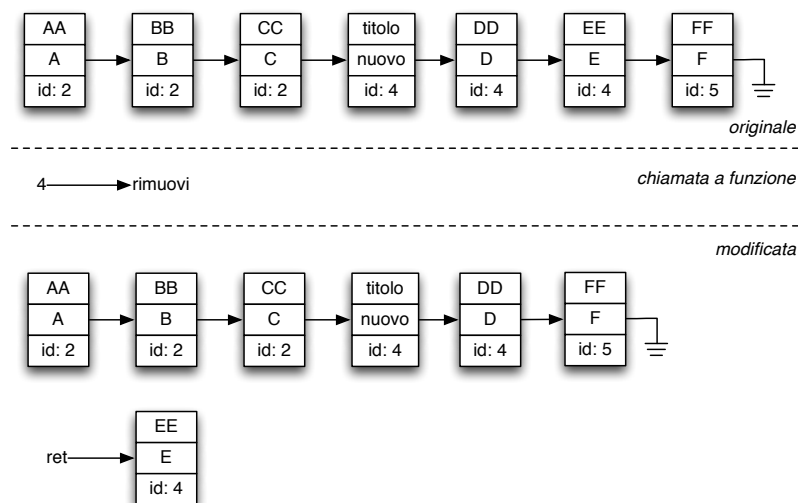 AA BB CC titolo DD EE FF
A B C nuovo D E F
id: 2 id: 2 id: 2 id: 4 id: 4 id: 4 id: 5
originale
4 rimuovi
chiamata a funzione
modificata
AA BB CC titolo DD FF
A B C nuovo D F
id: 2 id: 2 id: 2 id: 4 id: 4 id: 5
EE
ret E
id: 4